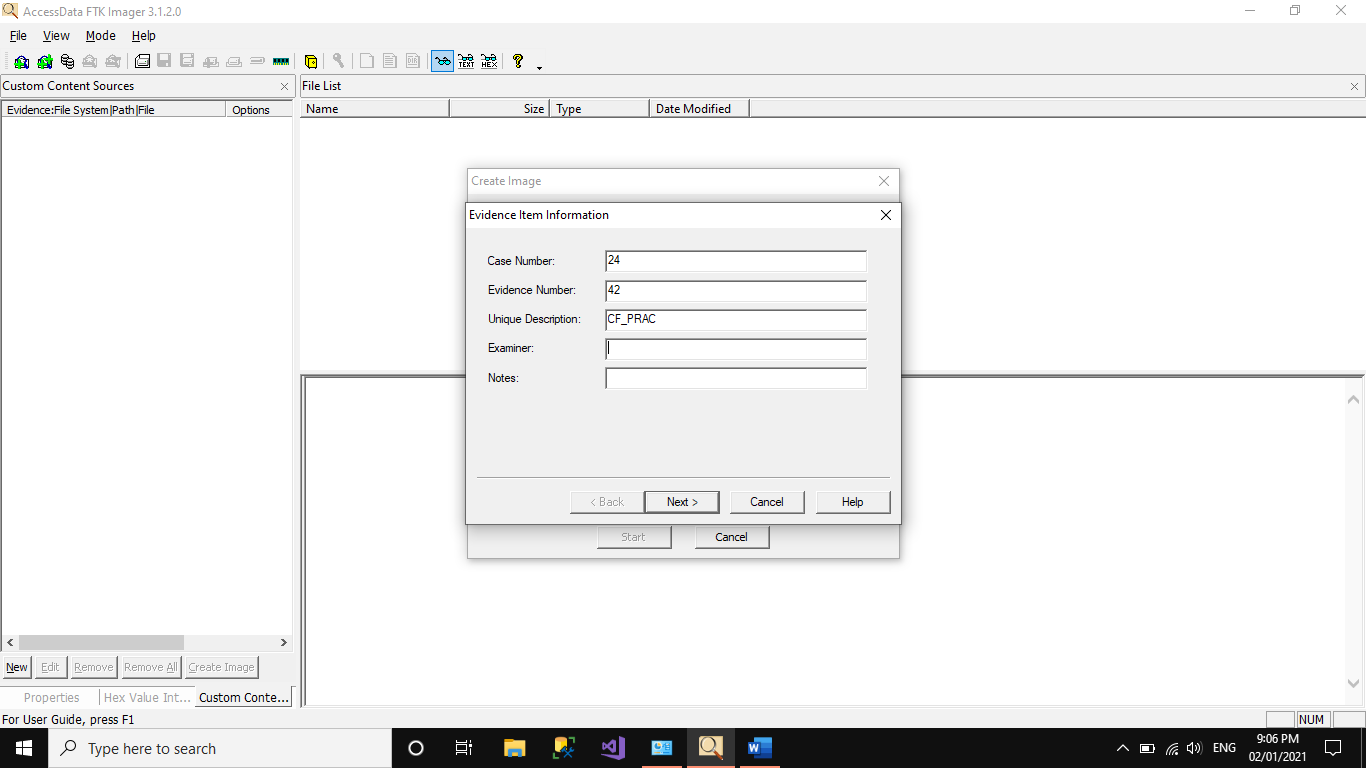 AccessData FTK Imager 3.1.2.0
File View Mode Help
TEXT HEX ?
Custom Content Sources
File List
Evidence:File System|Path|File Options
Name Size Type Date Modified
Create Image
Evidence Item Information
Case Number: 24
Evidence Number: 42
Unique Description: CF_PRAC
Examiner:
Notes:
< Back Next > Cancel Help
Start Cancel
New Edit Remove Remove All Create Image
Properties Hex Value Int... Custom Conte...
For User Guide, press F1
NUM
Type here to search
ENG
9:06 PM
02/01/2021